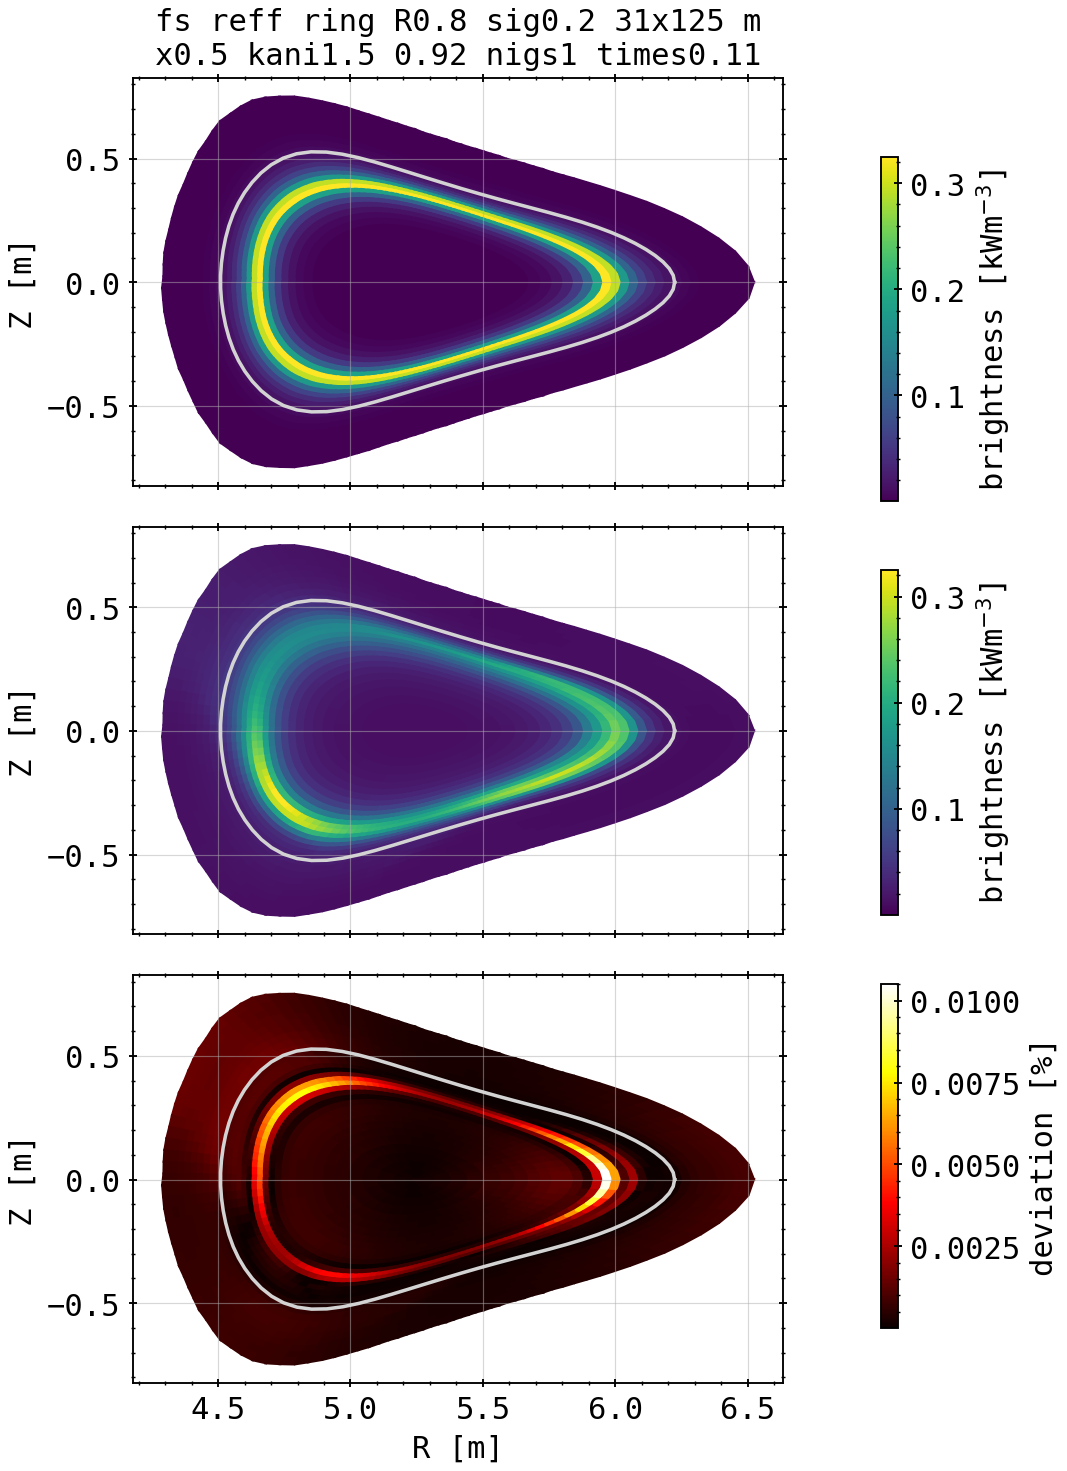 fs reff ring R0.8 sig0.2 31x125 m
x0.5 kani1.5 0.92 nigs1 times0.11
0.5
0.0
−0.5
Z [m]
0.3
0.2
0.1
brightness [kWm⁻³]
0.5
0.0
−0.5
Z [m]
0.3
0.2
0.1
brightness [kWm⁻³]
0.5
0.0
−0.5
Z [m]
0.0100
0.0075
0.0050
0.0025
deviation [%]
4.5 5.0 5.5 6.0 6.5
R [m]